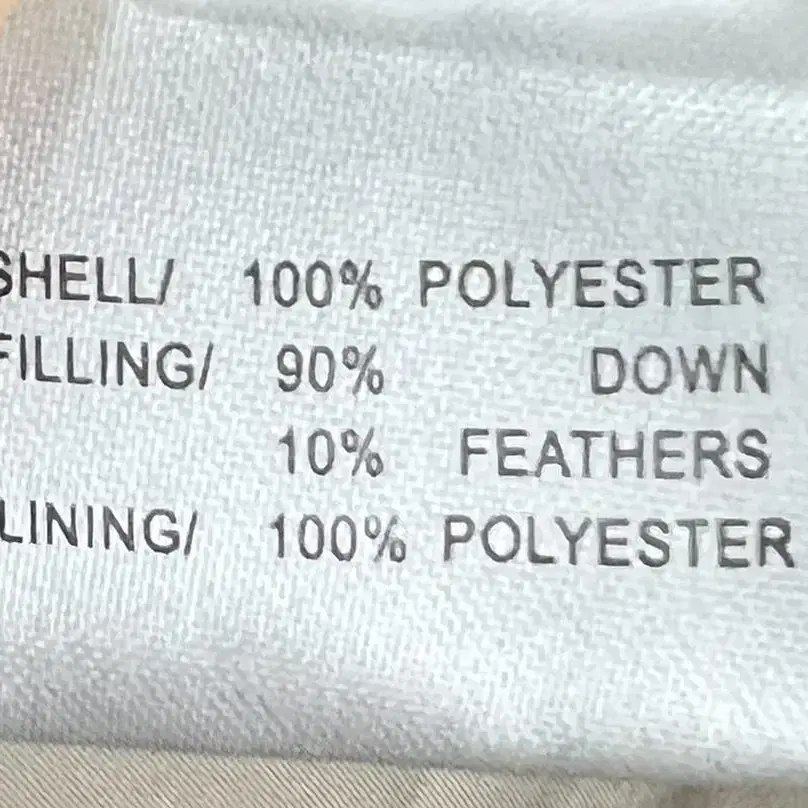 SHELL/ 100% POLYESTER
FILLING/ 90% DOWN
10% FEATHERS
LINING/ 100% POLYESTER